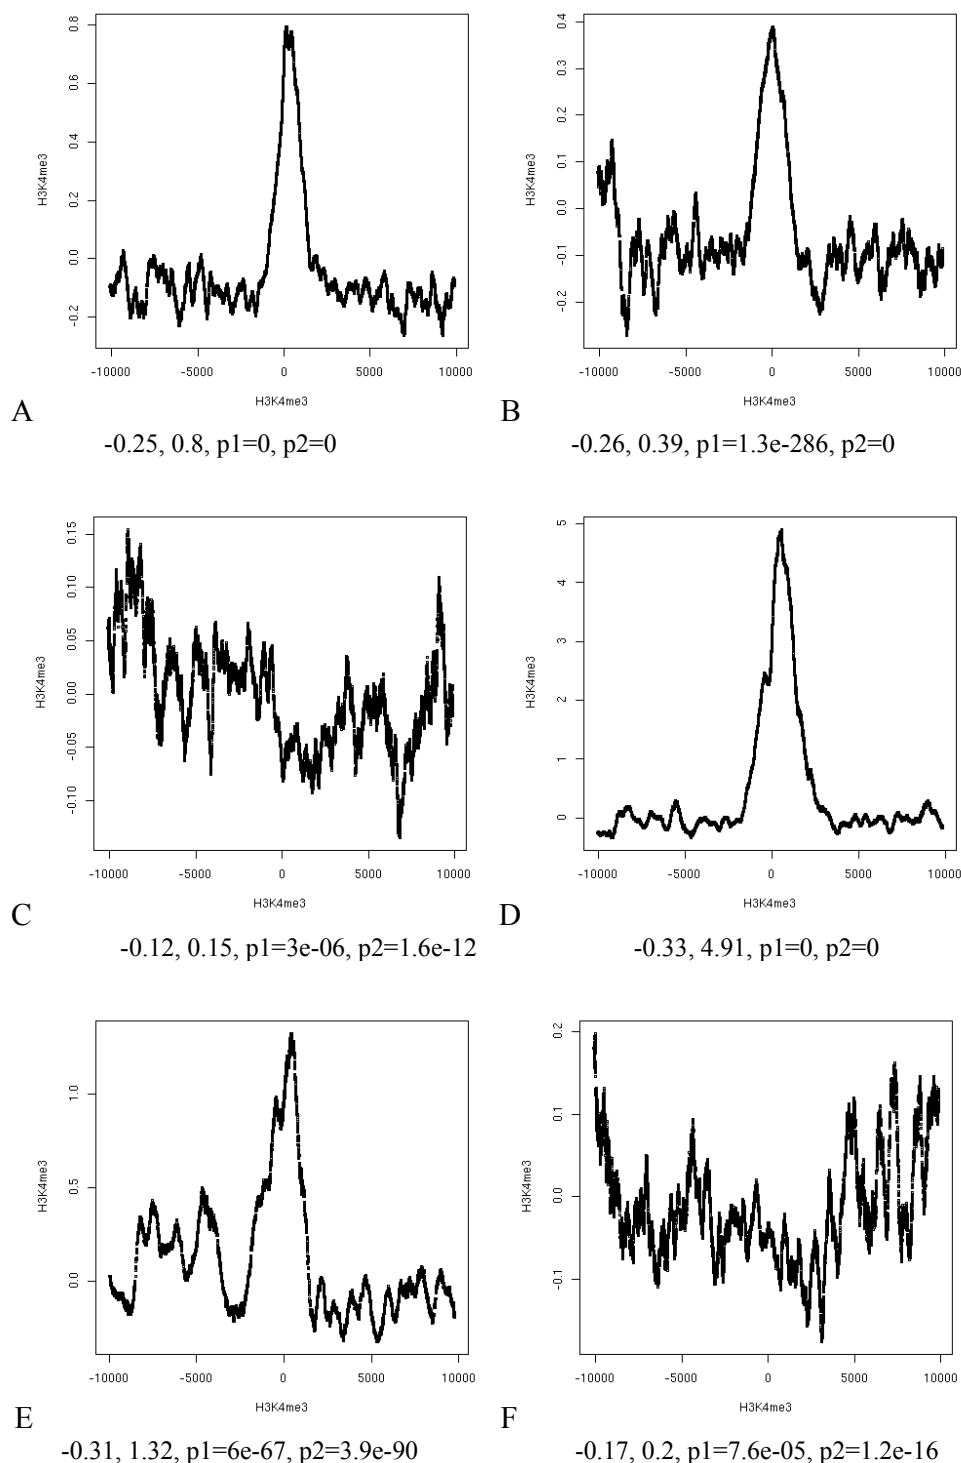 0.8
0.6
0.4
0.2
0.0
-0.2
H3K4me3
-10000 -5000 0 5000 10000
H3K4me3
A
-0.25, 0.8, p1=0, p2=0
0.4
0.3
0.2
0.1
0.0
-0.1
-0.2
H3K4me3
-10000 -5000 0 5000 10000
H3K4me3
B
-0.26, 0.39, p1=1.3e-286, p2=0
0.15
0.10
0.05
0.00
-0.05
-0.10
H3K4me3
-10000 -5000 0 5000 10000
H3K4me3
C
-0.12, 0.15, p1=3e-06, p2=1.6e-12
5
4
3
2
1
0
H3K4me3
-10000 -5000 0 5000 10000
H3K4me3
D
-0.33, 4.91, p1=0, p2=0
1.0
0.5
0.0
H3K4me3
-10000 -5000 0 5000 10000
H3K4me3
E
-0.31, 1.32, p1=6e-67, p2=3.9e-90
0.2
0.1
0.0
-0.1
H3K4me3
-10000 -5000 0 5000 10000
H3K4me3
F
-0.17, 0.2, p1=7.6e-05, p2=1.2e-16